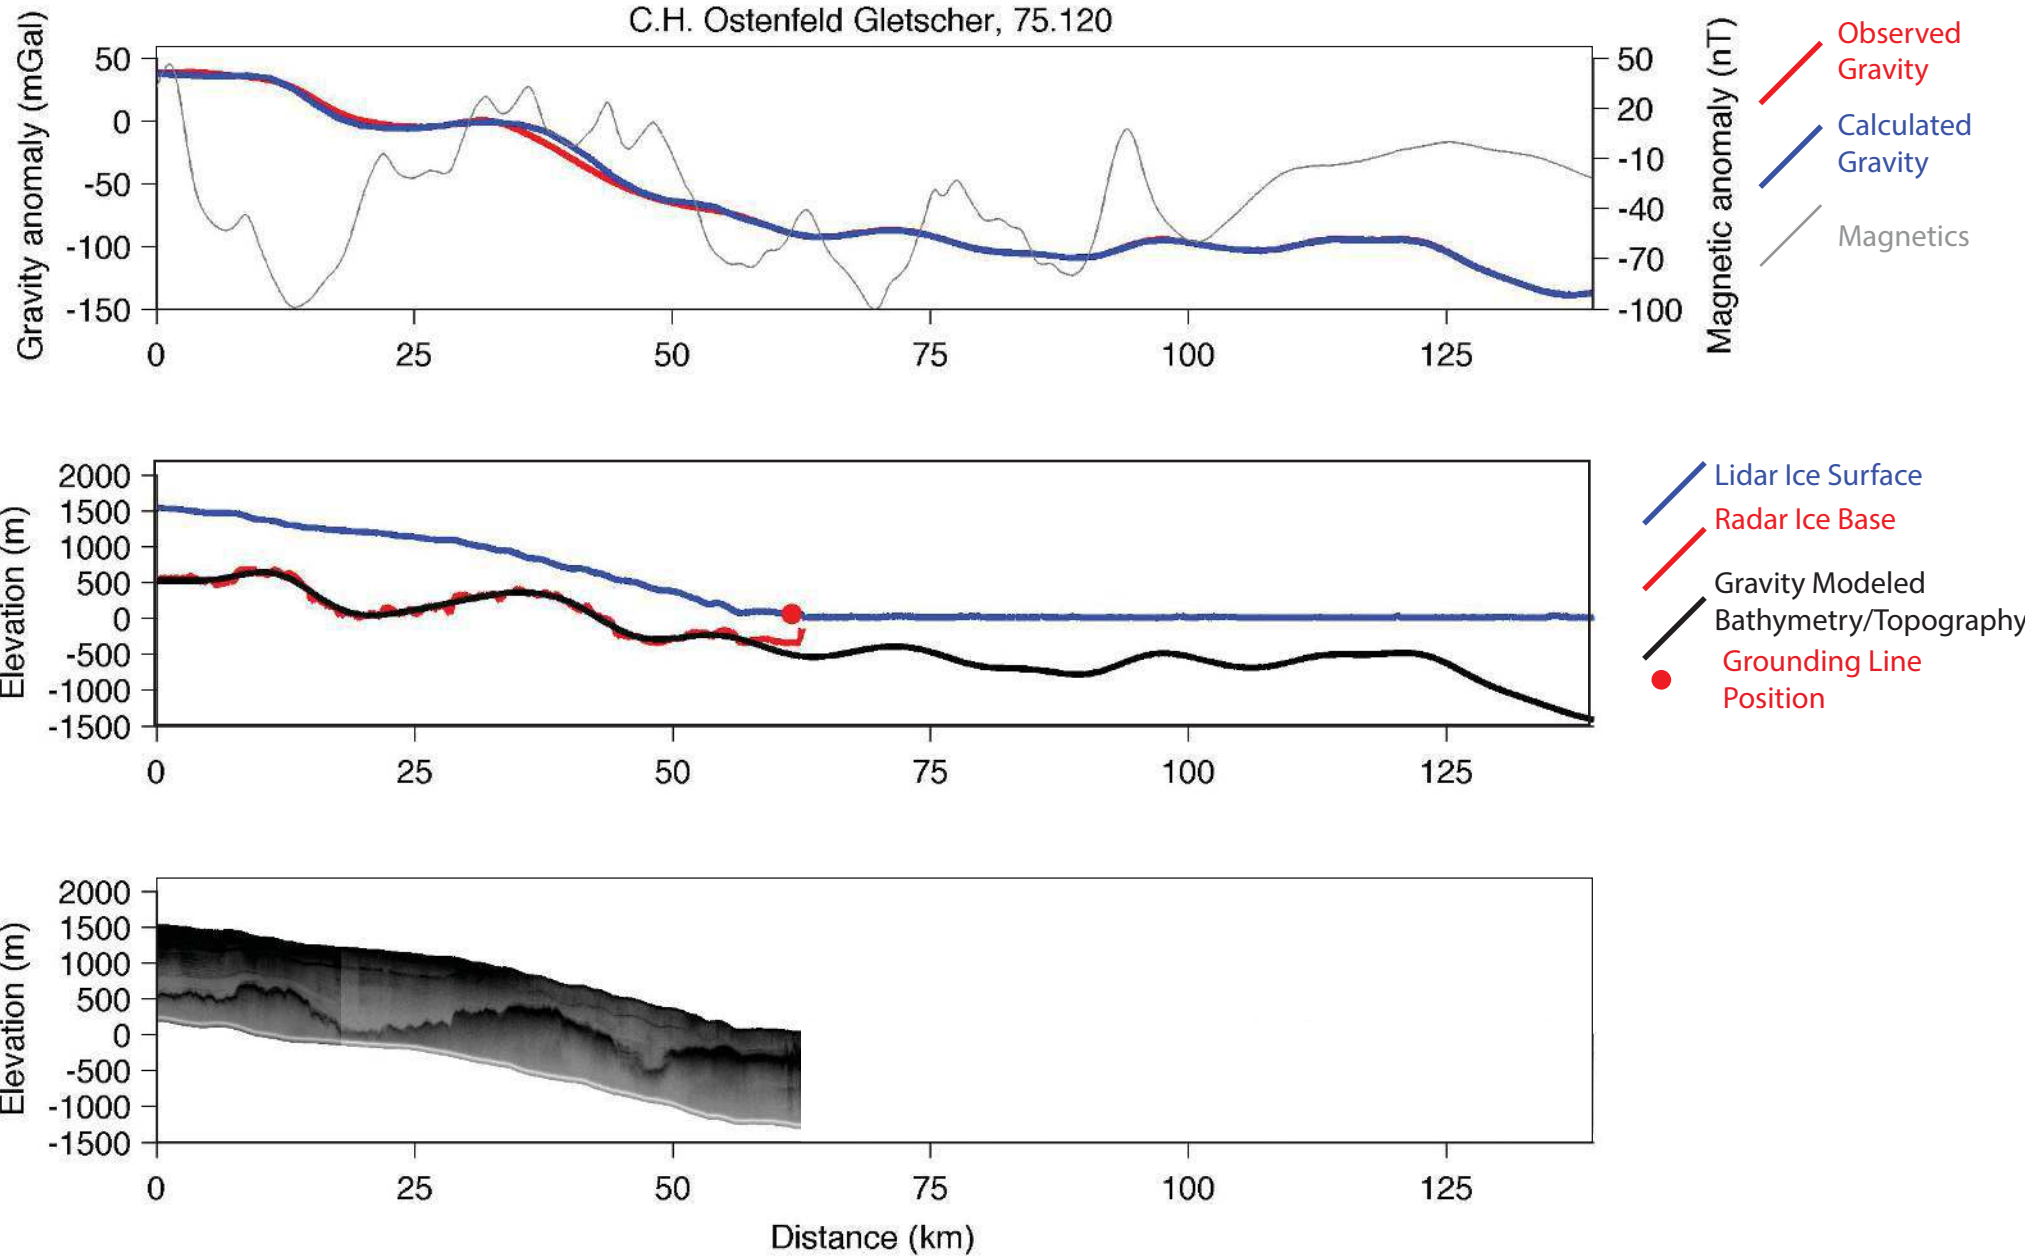 C.H. Ostenfeld Gletscher, 75.120
Gravity anomaly (mGal)
50
0
-50
-100
-150
50
20
-10
-40
-70
-100
Magnetic anomaly (nT)
0 25 50 75 100 125
Observed
Gravity
Calculated
Gravity
Magnetics
Elevation (m)
2000
1500
1000
500
0
-500
-1000
-1500
0 25 50 75 100 125
Lidar Ice Surface
Radar Ice Base
Gravity Modeled
Bathymetry/Topography
Grounding Line
Position
Elevation (m)
2000
1500
1000
500
0
-500
-1000
-1500
0 25 50 75 100 125
Distance (km)